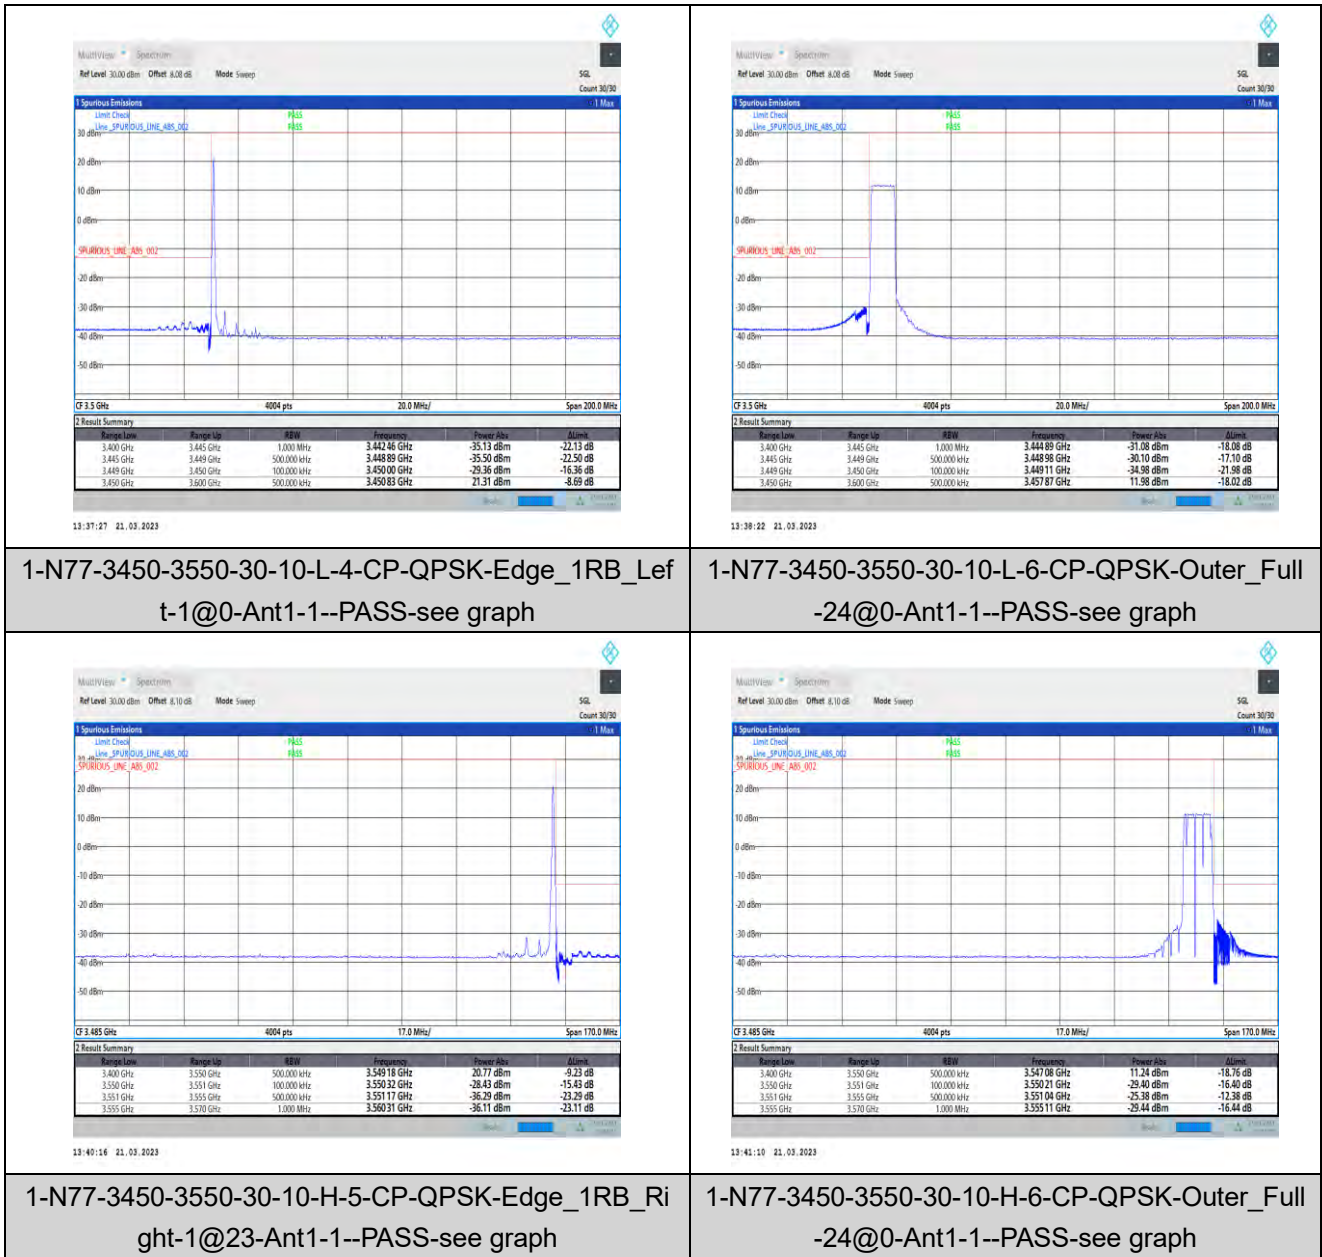 MultiView Spectrum
Ref Level 30.00 dBm Offset 8.08 dB Mode Sweep SGL
Count 30/30
1 Spurious Emissions 1 Max
Limit Check PASS
Line _SPURIOUS_LINE_ABS_002 PASS
30 dBm
20 dBm
10 dBm
0 dBm
SPURIOUS_LINE_ABS_002
-20 dBm
-30 dBm
-40 dBm
-50 dBm
CF 3.5 GHz 4004 pts 20.0 MHz/ Span 200.0 MHz
2 Result Summary
Range Low Range Up RBW Frequency Power Abs ΔLimit
3.400 GHz 3.445 GHz 1.000 MHz 3.442 46 GHz -35.13 dBm -22.13 dB
3.445 GHz 3.449 GHz 500.000 kHz 3.448 89 GHz -35.50 dBm -22.50 dB
3.449 GHz 3.450 GHz 100.000 kHz 3.450 00 GHz -29.36 dBm -16.36 dB
3.450 GHz 3.600 GHz 500.000 kHz 3.450 83 GHz 21.31 dBm -8.69 dB
13:37:27 21.03.2023
1-N77-3450-3550-30-10-L-4-CP-QPSK-Edge_1RB_Lef
t-1@0-Ant1-1--PASS-see graph
MultiView Spectrum
Ref Level 30.00 dBm Offset 8.08 dB Mode Sweep SGL
Count 30/30
1 Spurious Emissions 1 Max
Limit Check PASS
Line _SPURIOUS_LINE_ABS_002 PASS
30 dBm
20 dBm
10 dBm
0 dBm
SPURIOUS_LINE_ABS_002
-20 dBm
-30 dBm
-40 dBm
-50 dBm
CF 3.5 GHz 4004 pts 20.0 MHz/ Span 200.0 MHz
2 Result Summary
Range Low Range Up RBW Frequency Power Abs ΔLimit
3.400 GHz 3.445 GHz 1.000 MHz 3.444 89 GHz -31.08 dBm -18.08 dB
3.445 GHz 3.449 GHz 500.000 kHz 3.448 98 GHz -30.10 dBm -17.10 dB
3.449 GHz 3.450 GHz 100.000 kHz 3.449 11 GHz -34.98 dBm -21.98 dB
3.450 GHz 3.600 GHz 500.000 kHz 3.457 87 GHz 11.98 dBm -18.02 dB
13:38:22 21.03.2023
1-N77-3450-3550-30-10-L-6-CP-QPSK-Outer_Full
-24@0-Ant1-1--PASS-see graph
MultiView Spectrum
Ref Level 30.00 dBm Offset 8.10 dB Mode Sweep SGL
Count 30/30
1 Spurious Emissions 1 Max
Limit Check PASS
Line _SPURIOUS_LINE_ABS_002 PASS
SPURIOUS_LINE_ABS_002
20 dBm
10 dBm
0 dBm
-10 dBm
-20 dBm
-30 dBm
-40 dBm
-50 dBm
CF 3.485 GHz 4004 pts 17.0 MHz/ Span 170.0 MHz
2 Result Summary
Range Low Range Up RBW Frequency Power Abs ΔLimit
3.400 GHz 3.550 GHz 500.000 kHz 3.549 18 GHz 20.77 dBm -9.23 dB
3.550 GHz 3.551 GHz 100.000 kHz 3.550 32 GHz -28.43 dBm -15.43 dB
3.551 GHz 3.555 GHz 500.000 kHz 3.551 17 GHz -36.29 dBm -23.29 dB
3.555 GHz 3.570 GHz 1.000 MHz 3.560 31 GHz -36.11 dBm -23.11 dB
13:40:16 21.03.2023
1-N77-3450-3550-30-10-H-5-CP-QPSK-Edge_1RB_Ri
ght-1@23-Ant1-1--PASS-see graph
MultiView Spectrum
Ref Level 30.00 dBm Offset 8.10 dB Mode Sweep SGL
Count 30/30
1 Spurious Emissions 1 Max
Limit Check PASS
Line _SPURIOUS_LINE_ABS_002 PASS
SPURIOUS_LINE_ABS_002
20 dBm
10 dBm
0 dBm
-10 dBm
-20 dBm
-30 dBm
-40 dBm
-50 dBm
CF 3.485 GHz 4004 pts 17.0 MHz/ Span 170.0 MHz
2 Result Summary
Range Low Range Up RBW Frequency Power Abs ΔLimit
3.400 GHz 3.550 GHz 500.000 kHz 3.547 08 GHz 11.24 dBm -18.76 dB
3.550 GHz 3.551 GHz 100.000 kHz 3.550 21 GHz -29.40 dBm -16.40 dB
3.551 GHz 3.555 GHz 500.000 kHz 3.551 04 GHz -25.38 dBm -12.38 dB
3.555 GHz 3.570 GHz 1.000 MHz 3.555 11 GHz -29.44 dBm -16.44 dB
13:41:10 21.03.2023
1-N77-3450-3550-30-10-H-6-CP-QPSK-Outer_Full
-24@0-Ant1-1--PASS-see graph